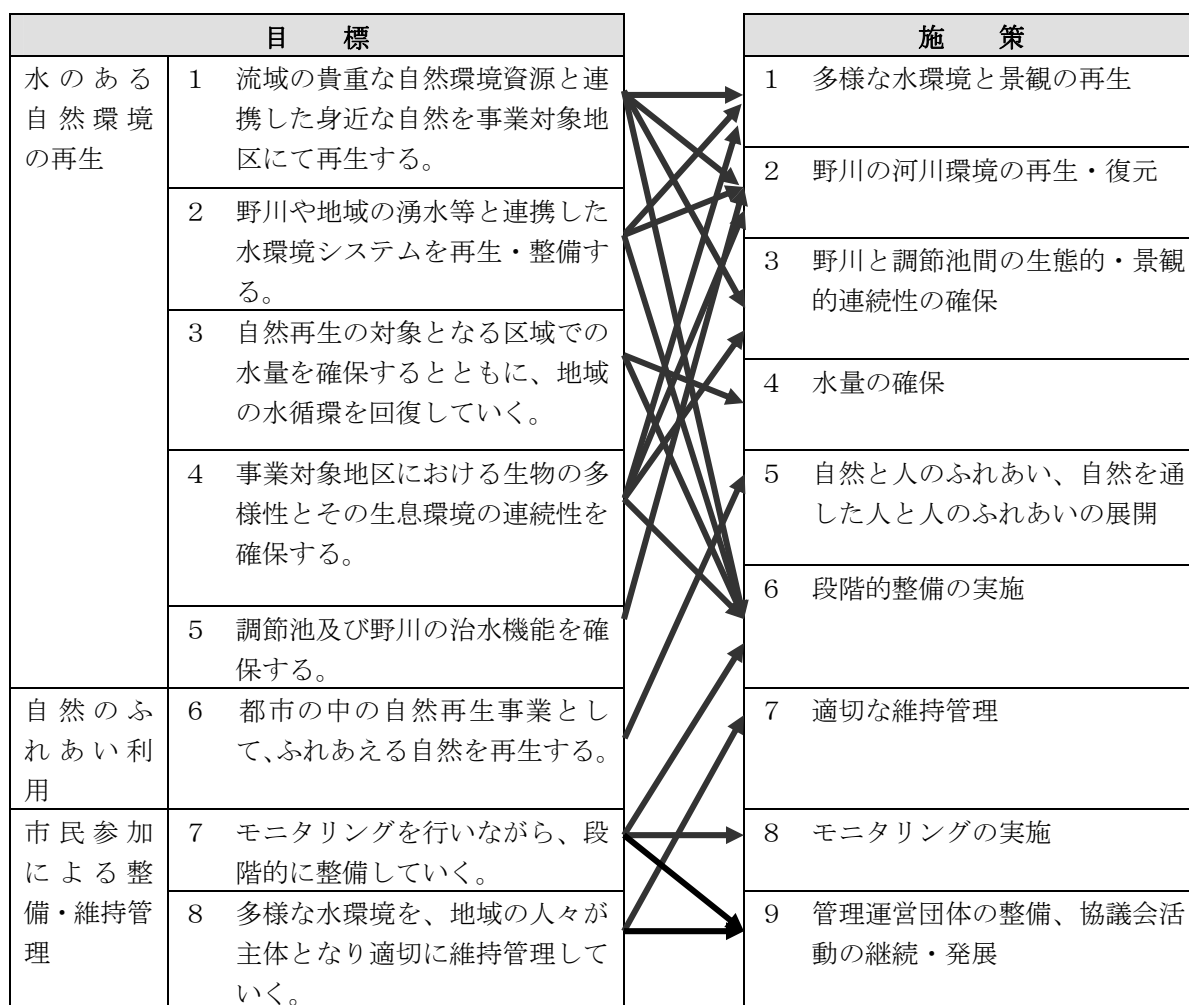 目　標
水のある
自然環境
の再生
1　流域の貴重な自然環境資源と連
携した身近な自然を事業対象地
区にて再生する。
2　野川や地域の湧水等と連携した
水環境システムを再生・整備す
る。
3　自然再生の対象となる区域での
水量を確保するとともに、地域
の水循環を回復していく。
4　事業対象地区における生物の多
様性とその生息環境の連続性を
確保する。
5　調節池及び野川の治水機能を確
保する。
自然のふ
れあい利
用
6　都市の中の自然再生事業とし
て、ふれあえる自然を再生する。
市民参加
による整
備・維持管
理
7　モニタリングを行いながら、段
階的に整備していく。
8　多様な水環境を、地域の人々が
主体となり適切に維持管理して
いく。
施　策
1　多様な水環境と景観の再生
2　野川の河川環境の再生・復元
3　野川と調節池間の生態的・景観
的連続性の確保
4　水量の確保
5　自然と人のふれあい、自然を通
した人と人のふれあいの展開
6　段階的整備の実施
7　適切な維持管理
8　モニタリングの実施
9　管理運営団体の整備、協議会活
動の継続・発展